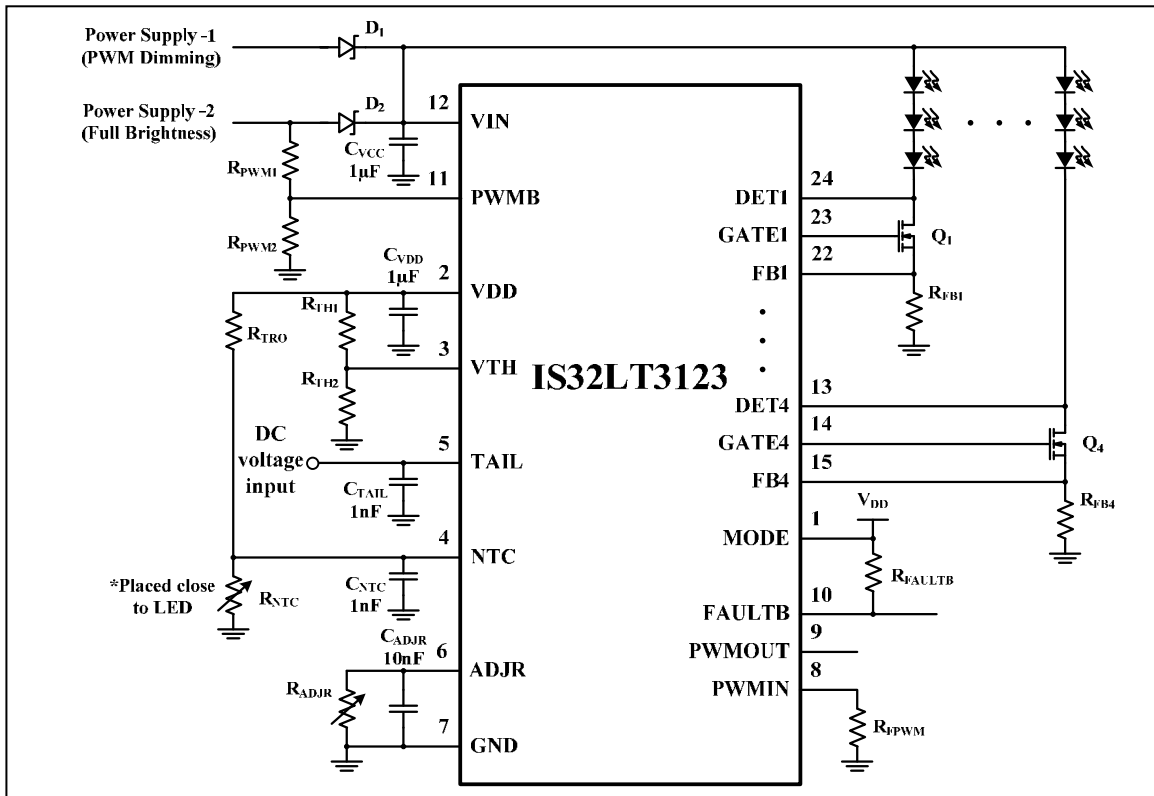 Power Supply -1
(PWM Dimming)
D1
Power Supply -2
(Full Brightness)
D2
12
VIN
CVCC
1µF
RPWM1
11
PWMB
RPWM2
CVDD
1µF
2
VDD
RTH1
RTRO
3
VTH
RTH2
DC
voltage
input
5
TAIL
CTAIL
1nF
4
NTC
*Placed close
to LED
RNTC
CNTC
1nF
CADJR
10nF
6
ADJR
RADJR
7
GND
IS32LT3123
24
DET1
23
GATE1
Q1
22
FB1
RFB1
13
DET4
14
GATE4
Q4
15
FB4
RFB4
VDD
1
MODE
RFAULTB
10
FAULTB
9
PWMOUT
8
PWMIN
RFPWM